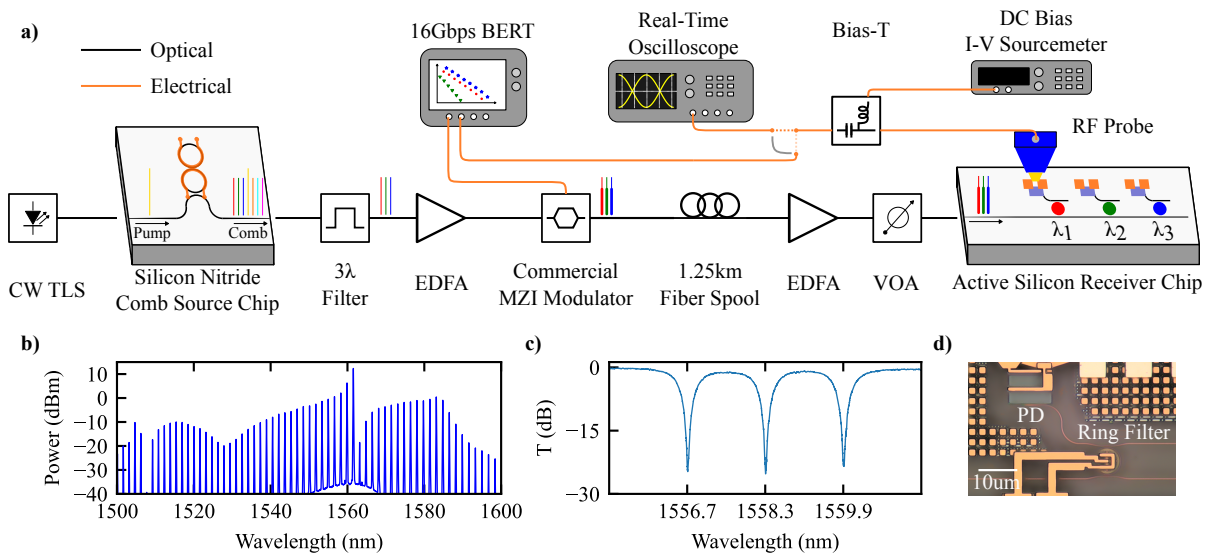 a)
Optical
Electrical
16Gbps BERT
Real-Time
Oscilloscope
Bias-T
DC Bias
I-V Sourcemeter
RF Probe
Pump
Comb
λ1
λ2
λ3
CW TLS
Silicon Nitride
Comb Source Chip
3λ
Filter
EDFA
Commercial
MZI Modulator
1.25km
Fiber Spool
EDFA
VOA
Active Silicon Receiver Chip
b)
Power (dBm)
10
0
−10
−20
−30
−40
1500
1520
1540
1560
1580
1600
Wavelength (nm)
c)
T (dB)
0
−15
−30
1556.7
1558.3
1559.9
Wavelength (nm)
d)
PD
Ring Filter
10um